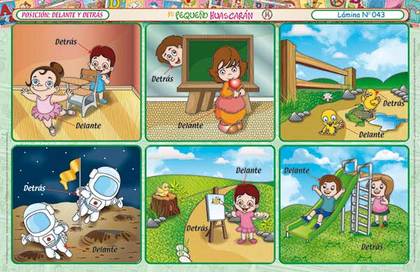 POSICIÓN: DELANTE Y DETRÁS
EL PEQUEÑO HUASCARÁN
Lámina N° 043
Detrás
Delante
Detrás
Delante
Detrás
Delante
Detrás
Delante
Delante
Detrás
Delante
Detrás